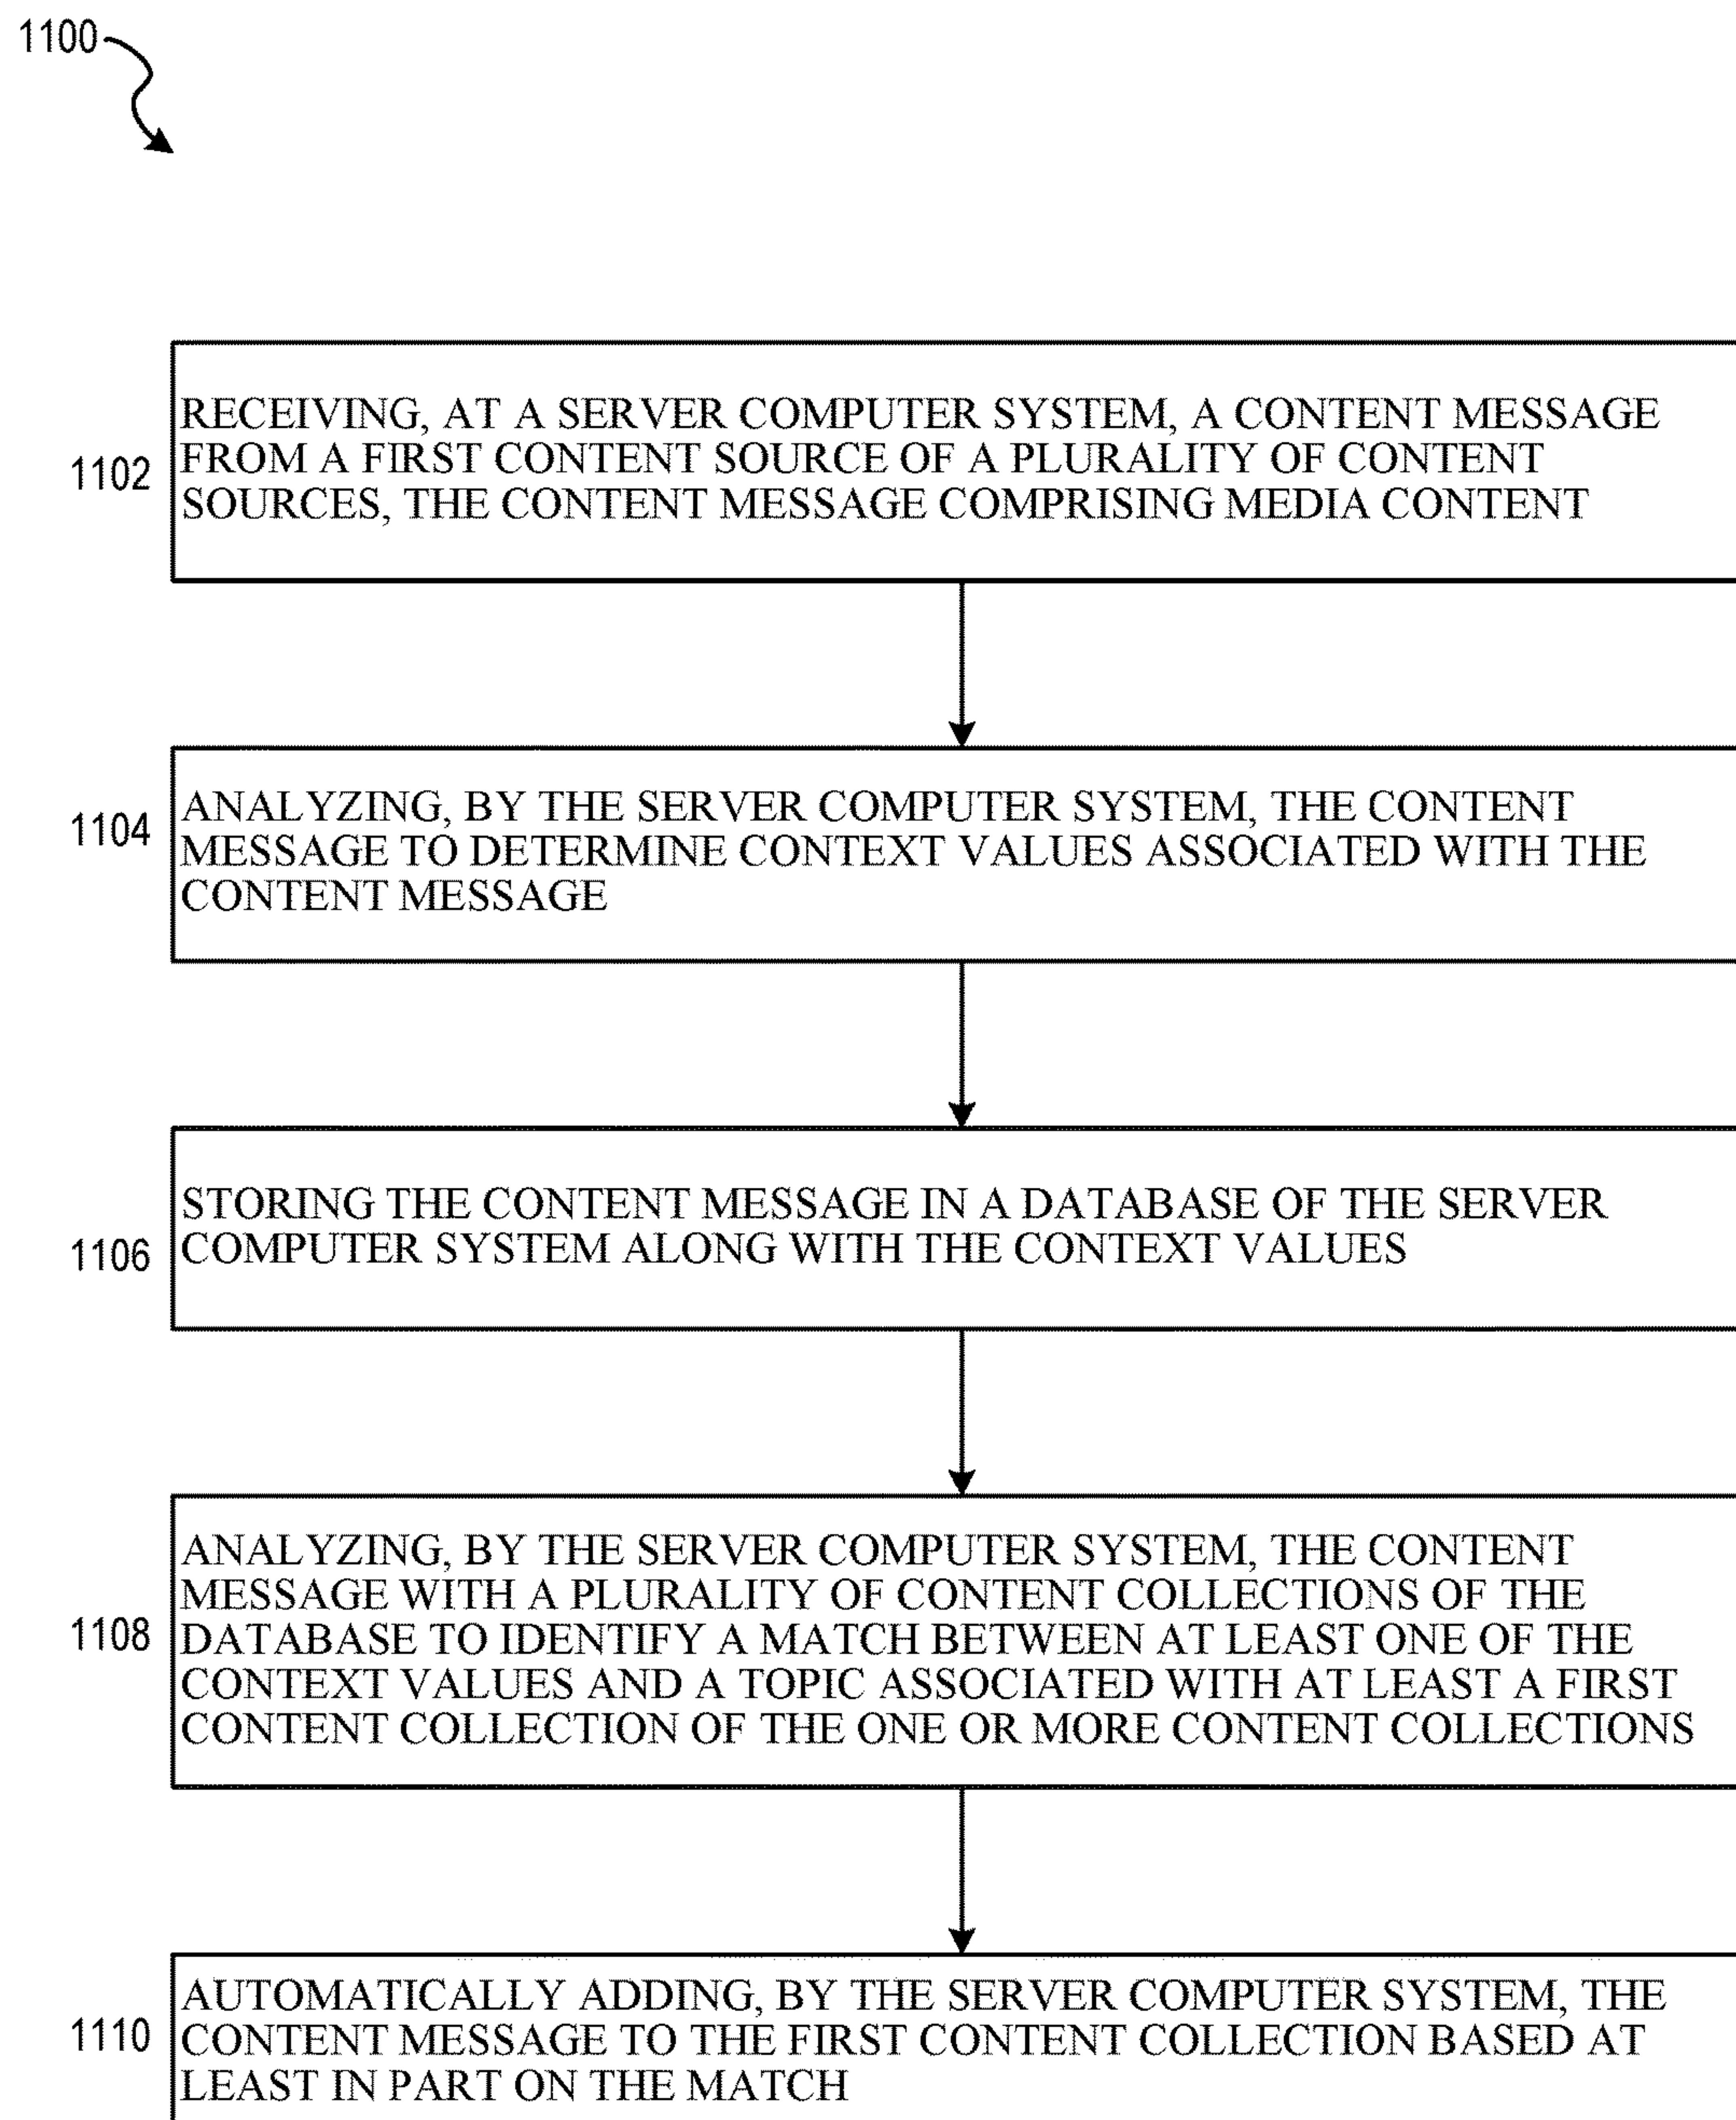 1100
RECEIVING, AT A SERVER COMPUTER SYSTEM, A CONTENT MESSAGE
FROM A FIRST CONTENT SOURCE OF A PLURALITY OF CONTENT
SOURCES, THE CONTENT MESSAGE COMPRISING MEDIA CONTENT
1102
ANALYZING, BY THE SERVER COMPUTER SYSTEM, THE CONTENT
MESSAGE TO DETERMINE CONTEXT VALUES ASSOCIATED WITH THE
CONTENT MESSAGE
1104
STORING THE CONTENT MESSAGE IN A DATABASE OF THE SERVER
COMPUTER SYSTEM ALONG WITH THE CONTEXT VALUES
1106
ANALYZING, BY THE SERVER COMPUTER SYSTEM, THE CONTENT
MESSAGE WITH A PLURALITY OF CONTENT COLLECTIONS OF THE
DATABASE TO IDENTIFY A MATCH BETWEEN AT LEAST ONE OF THE
CONTEXT VALUES AND A TOPIC ASSOCIATED WITH AT LEAST A FIRST
CONTENT COLLECTION OF THE ONE OR MORE CONTENT COLLECTIONS
1108
AUTOMATICALLY ADDING, BY THE SERVER COMPUTER SYSTEM, THE
CONTENT MESSAGE TO THE FIRST CONTENT COLLECTION BASED AT
LEAST IN PART ON THE MATCH
1110